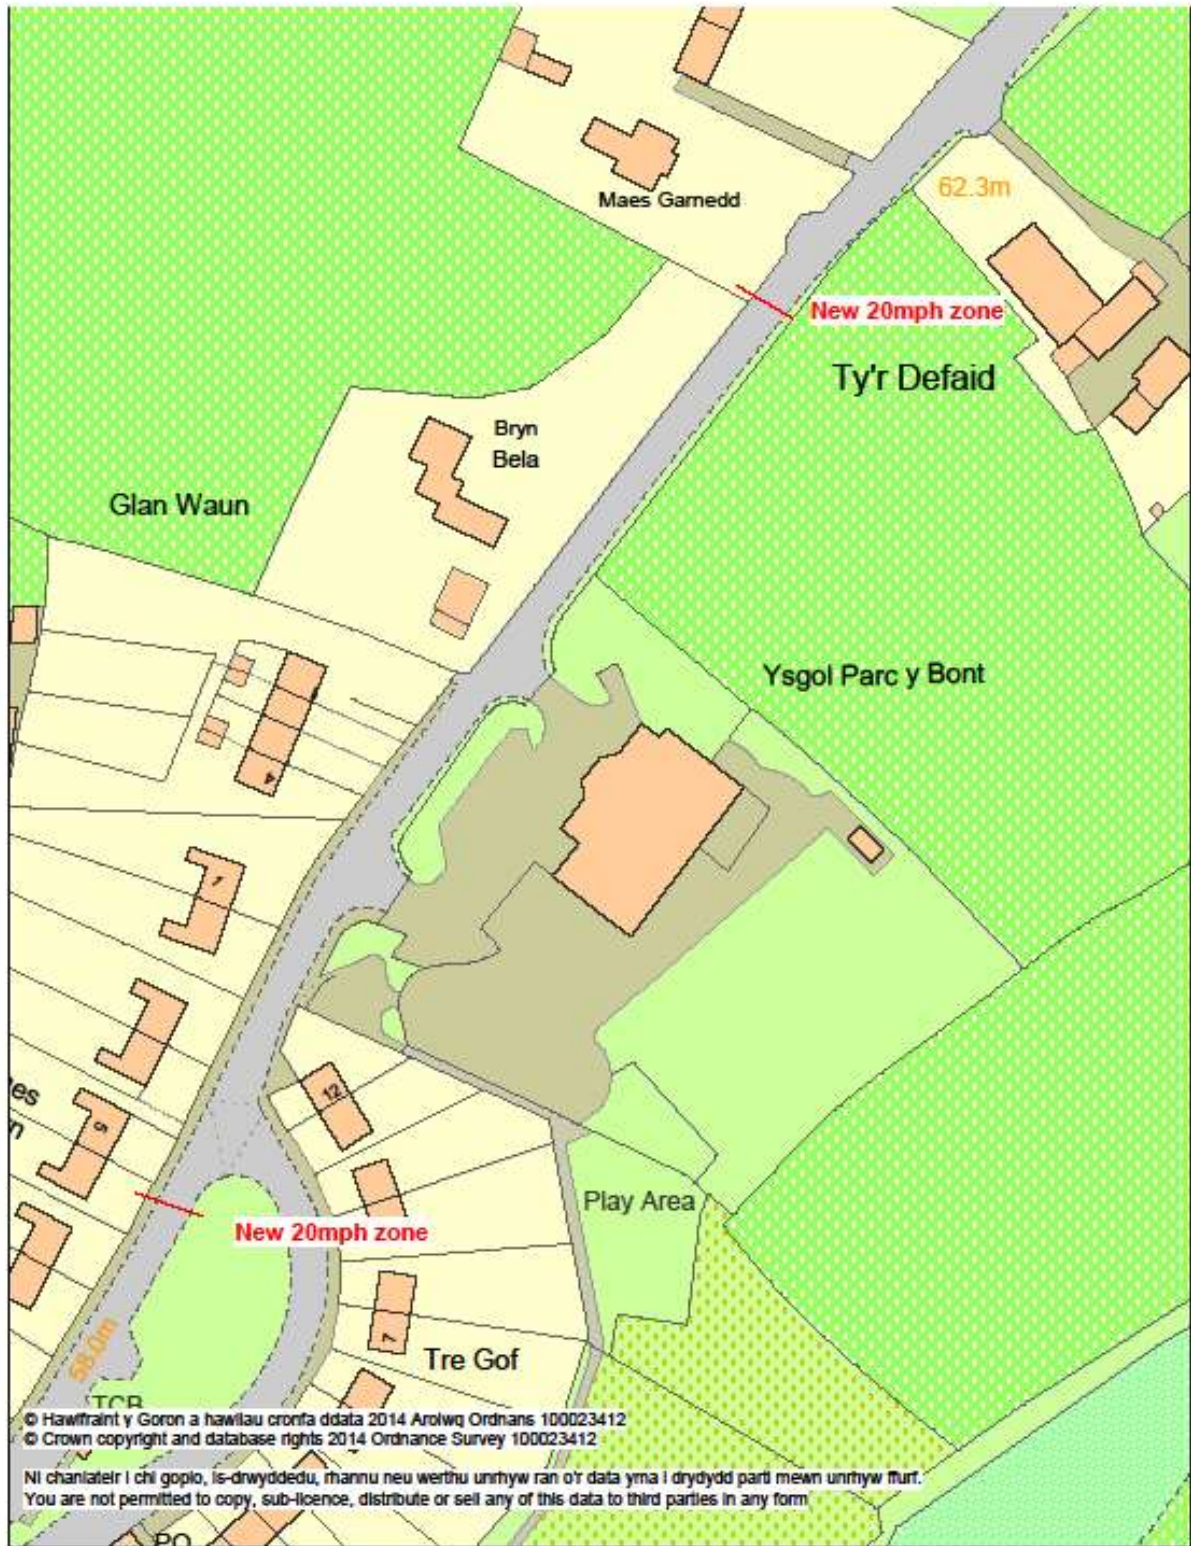 Maes Garnedd
62.3m
New 20mph zone
Ty'r Defaid
Bryn
Bela
Glan Waun
Ysgol Parc y Bont
4
1
12
es
n
9
Play Area
New 20mph zone
7
Tre Gof
58.0m
TCB
© Hawlfraint y Goron a hawliau cronfa ddata 2014 Arolwg Ordnans 100023412
© Crown copyright and database rights 2014 Ordnance Survey 100023412
Ni chaniateir i chi gopio, is-drwyddedu, rhannu neu werthu unrhyw ran o'r data yma i drydydd parti mewn unrhyw ffurf.
You are not permitted to copy, sub-licence, distribute or sell any of this data to third parties in any form
PO